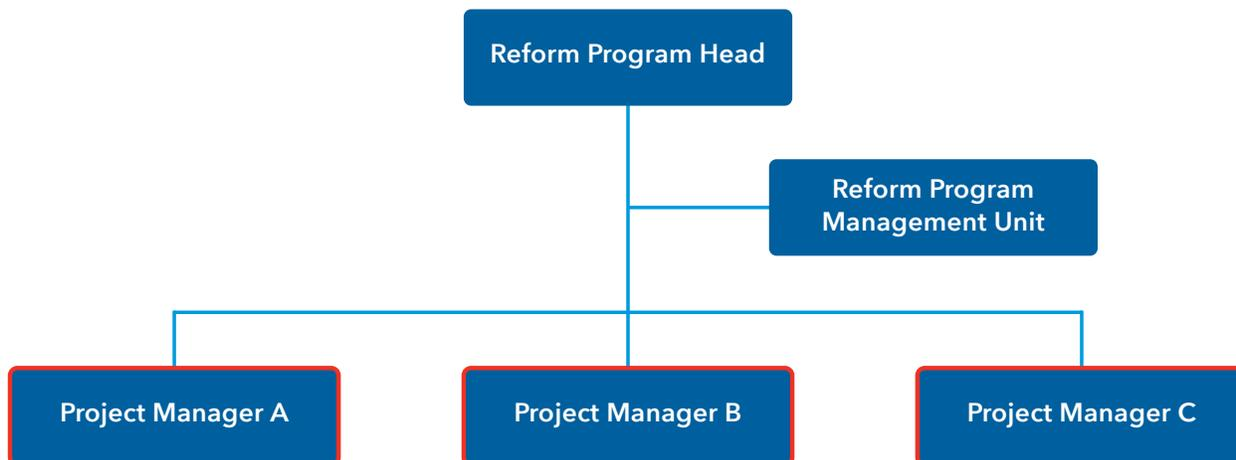 Reform Program Head
Reform Program
Management Unit
Project Manager A
Project Manager B
Project Manager C